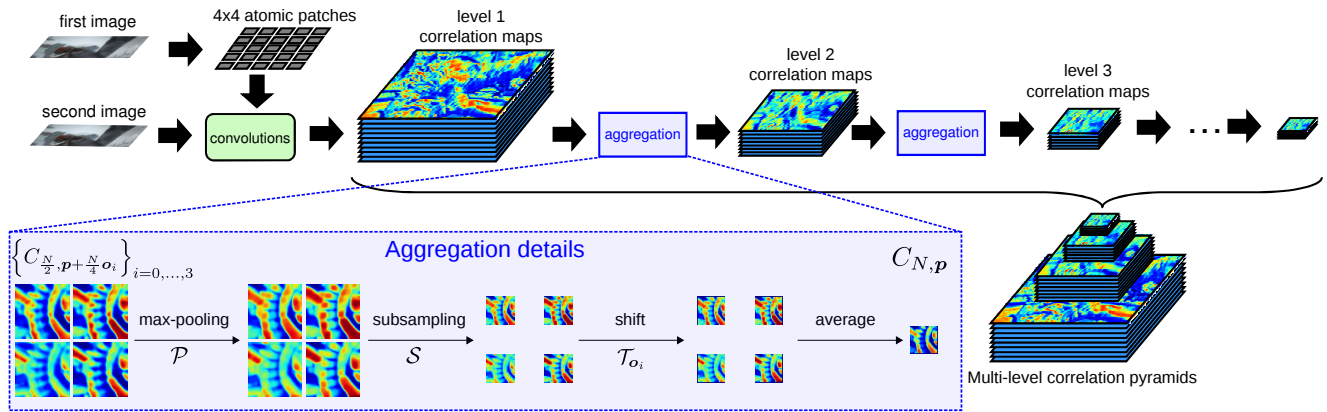 first image
4x4 atomic patches
level 1
correlation maps
level 2
correlation maps
level 3
correlation maps
second image
convolutions
aggregation
aggregation
...
Aggregation details
{C_{\frac{N}{2}, p+\frac{N}{4}o_i}}_{i=0,...,3}
C_{N,p}
max-pooling
P
subsampling
S
shift
T_{o_i}
average
Multi-level correlation pyramids